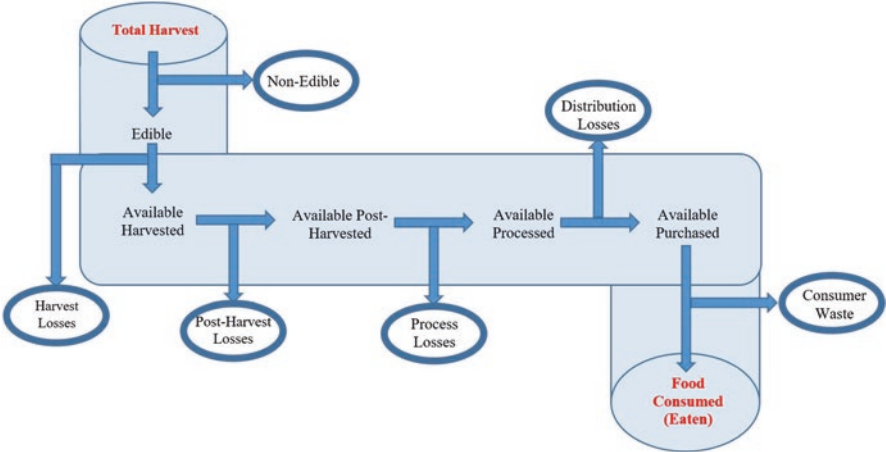 Total Harvest
Non-Edible
Distribution
Losses
Edible
Available
Harvested
Available Post-
Harvested
Available
Processed
Available
Purchased
Harvest
Losses
Post-Harvest
Losses
Process
Losses
Consumer
Waste
Food
Consumed
(Eaten)